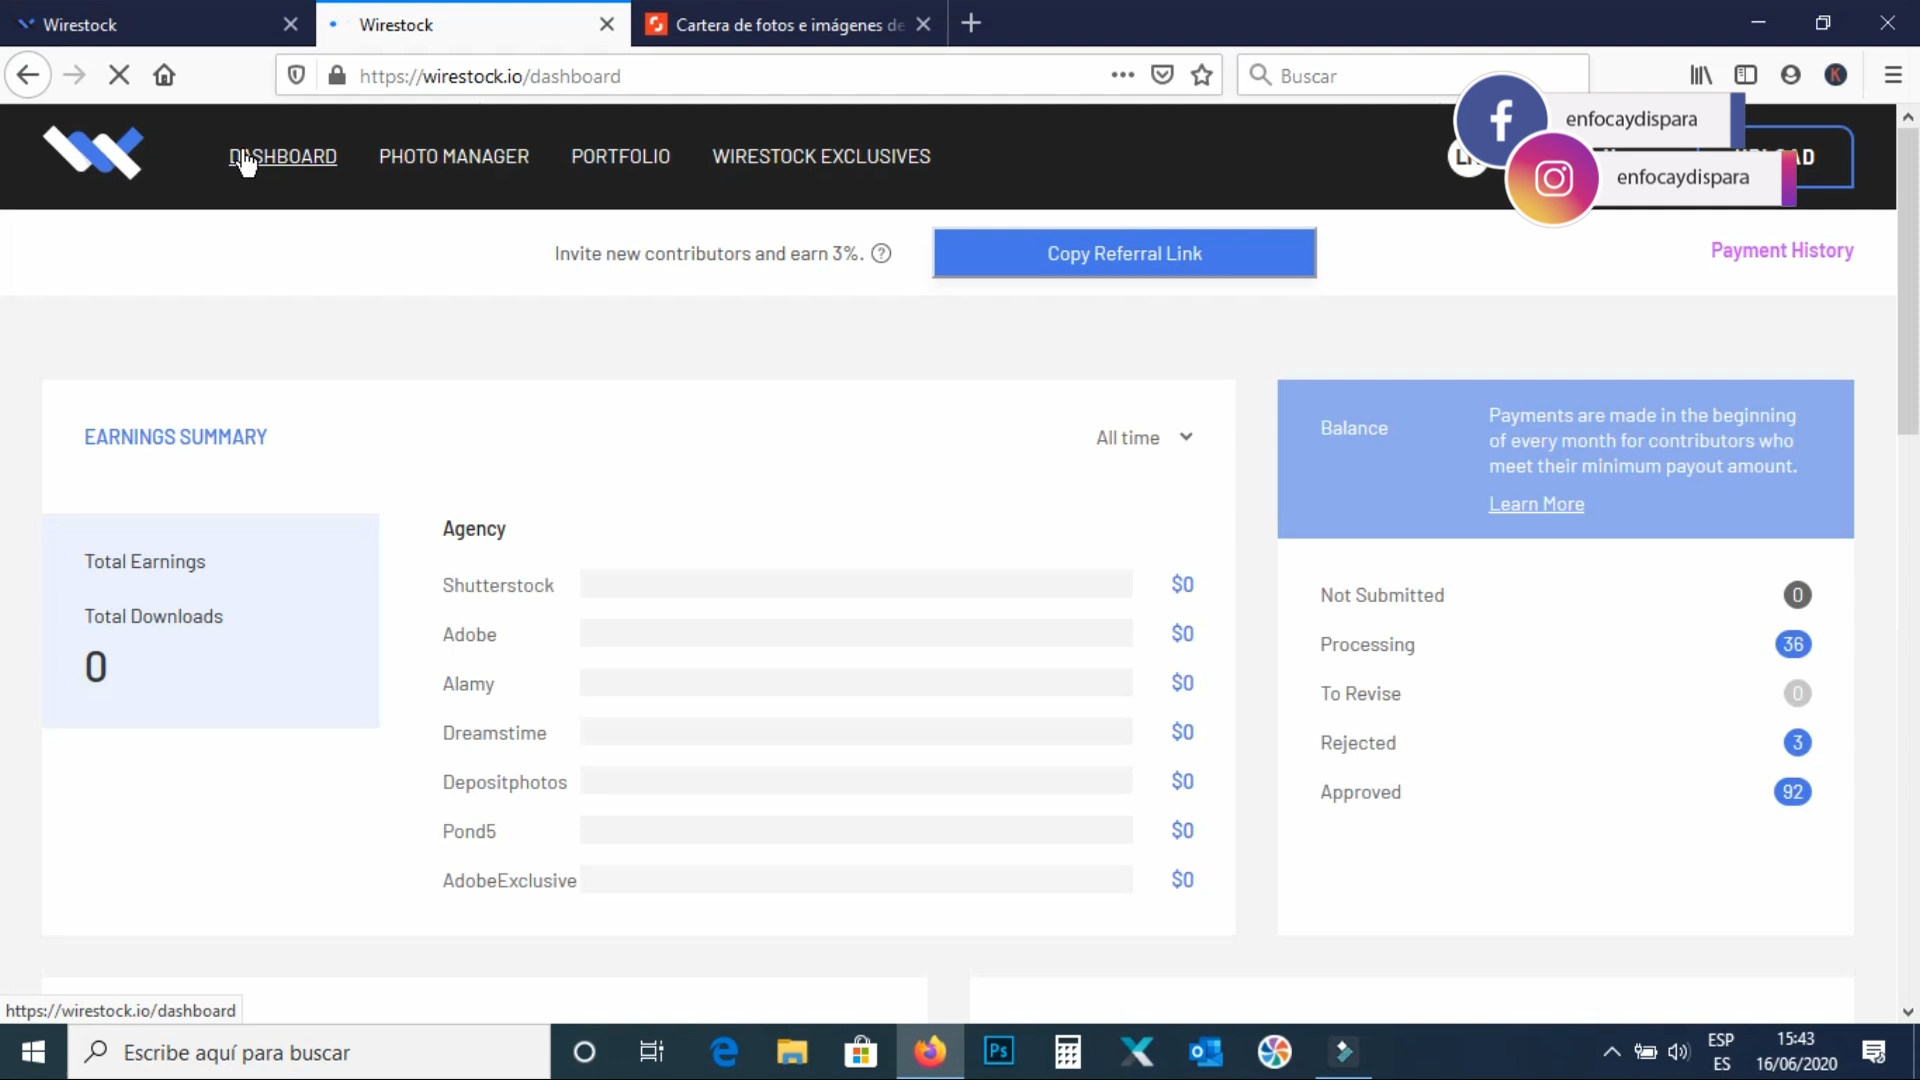 Wirestock
Wirestock
Cartera de fotos e imágenes de
https://wirestock.io/dashboard
Buscar
enfocaydispara
enfocaydispara
DASHBOARD
PHOTO MANAGER
PORTFOLIO
WIRESTOCK EXCLUSIVES
Invite new contributors and earn 3%.
Copy Referral Link
Payment History
EARNINGS SUMMARY
All time
Balance
Payments are made in the beginning
of every month for contributors who
meet their minimum payout amount.
Learn More
Total Earnings
Total Downloads
0
Agency
Shutterstock $0
Adobe $0
Alamy $0
Dreamstime $0
Depositphotos $0
Pond5 $0
AdobeExclusive $0
Not Submitted 0
Processing 36
To Revise 0
Rejected 3
Approved 92
https://wirestock.io/dashboard
Escribe aquí para buscar
Ps
ESP
ES
15:43
16/06/2020